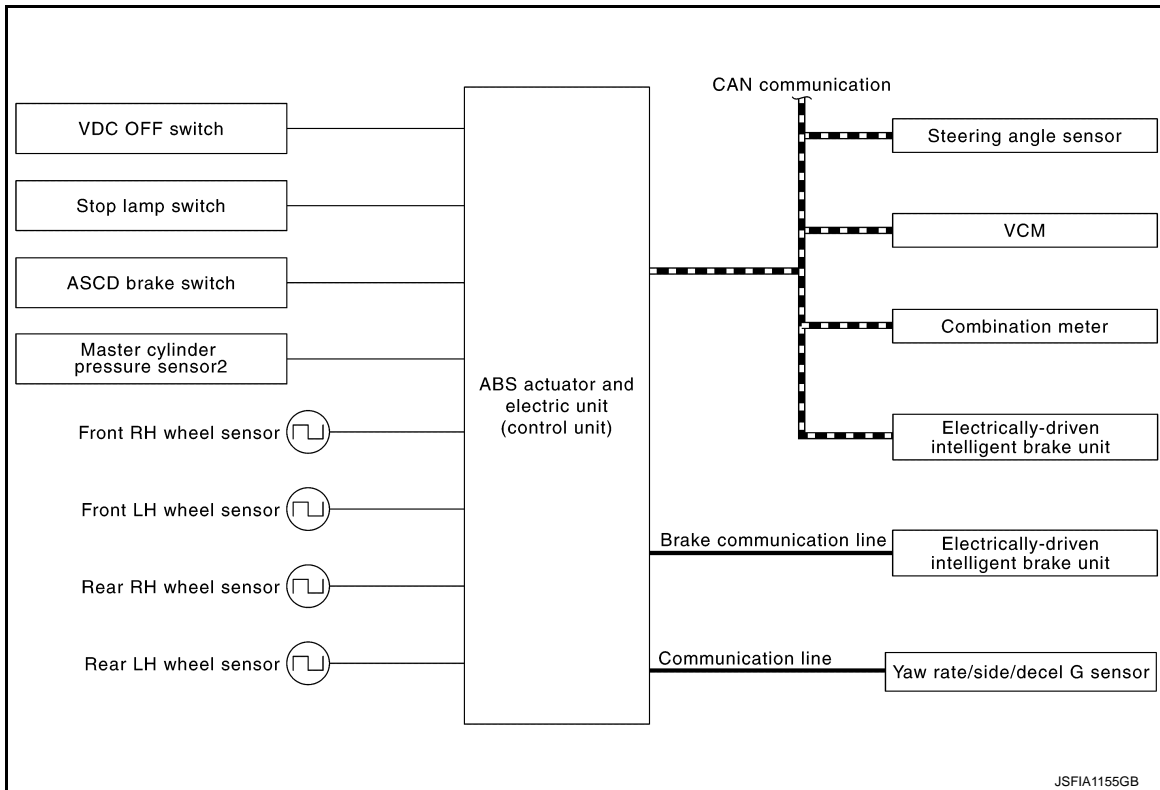 VDC OFF switch
Stop lamp switch
ASCD brake switch
Master cylinder
pressure sensor2
Front RH wheel sensor
Front LH wheel sensor
Rear RH wheel sensor
Rear LH wheel sensor
ABS actuator and
electric unit
(control unit)
CAN communication
Steering angle sensor
VCM
Combination meter
Electrically-driven
intelligent brake unit
Brake communication line
Electrically-driven
intelligent brake unit
Communication line
Yaw rate/side/decel G sensor
JSFIA1155GB